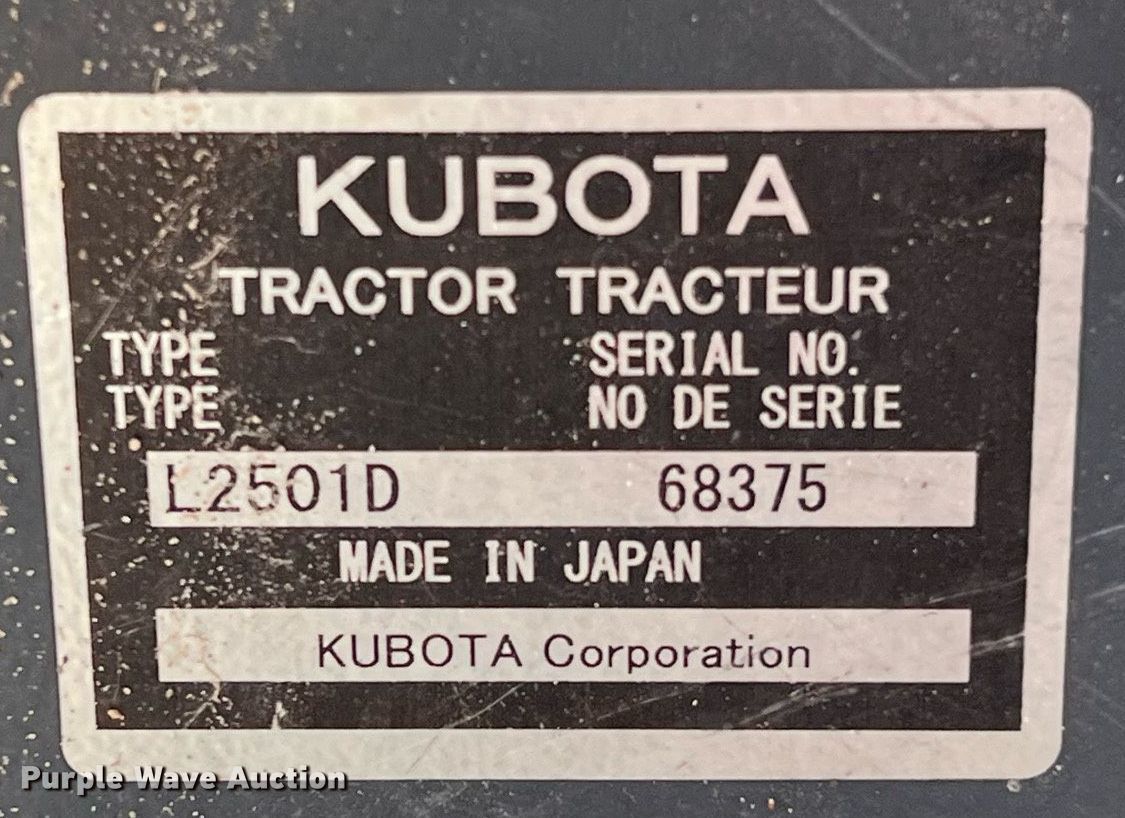 KUBOTA
TRACTOR TRACTEUR
TYPE SERIAL NO.
TYPE NO DE SERIE
L2501D 68375
MADE IN JAPAN
KUBOTA Corporation
Purple Wave Auction